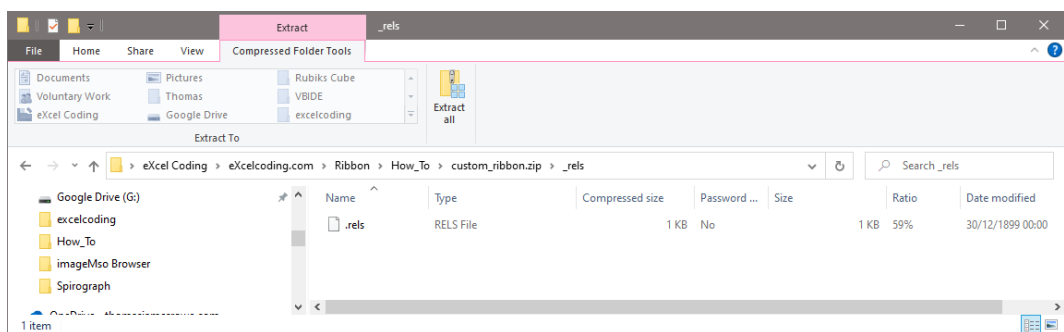 Extract _rels
File Home Share View Compressed Folder Tools
Documents Pictures Rubiks Cube
Voluntary Work Thomas VBIDE
eXcel Coding Google Drive excelcoding
Extract all
Extract To
eXcel Coding > eXcelcoding.com > Ribbon > How_To > custom_ribbon.zip > _rels Search _rels
Google Drive (G:) Name Type Compressed size Password ... Size Ratio Date modified
excelcoding .rels RELS File 1 KB No 1 KB 59% 30/12/1899 00:00
How_To
imageMso Browser
Spirograph
1 item